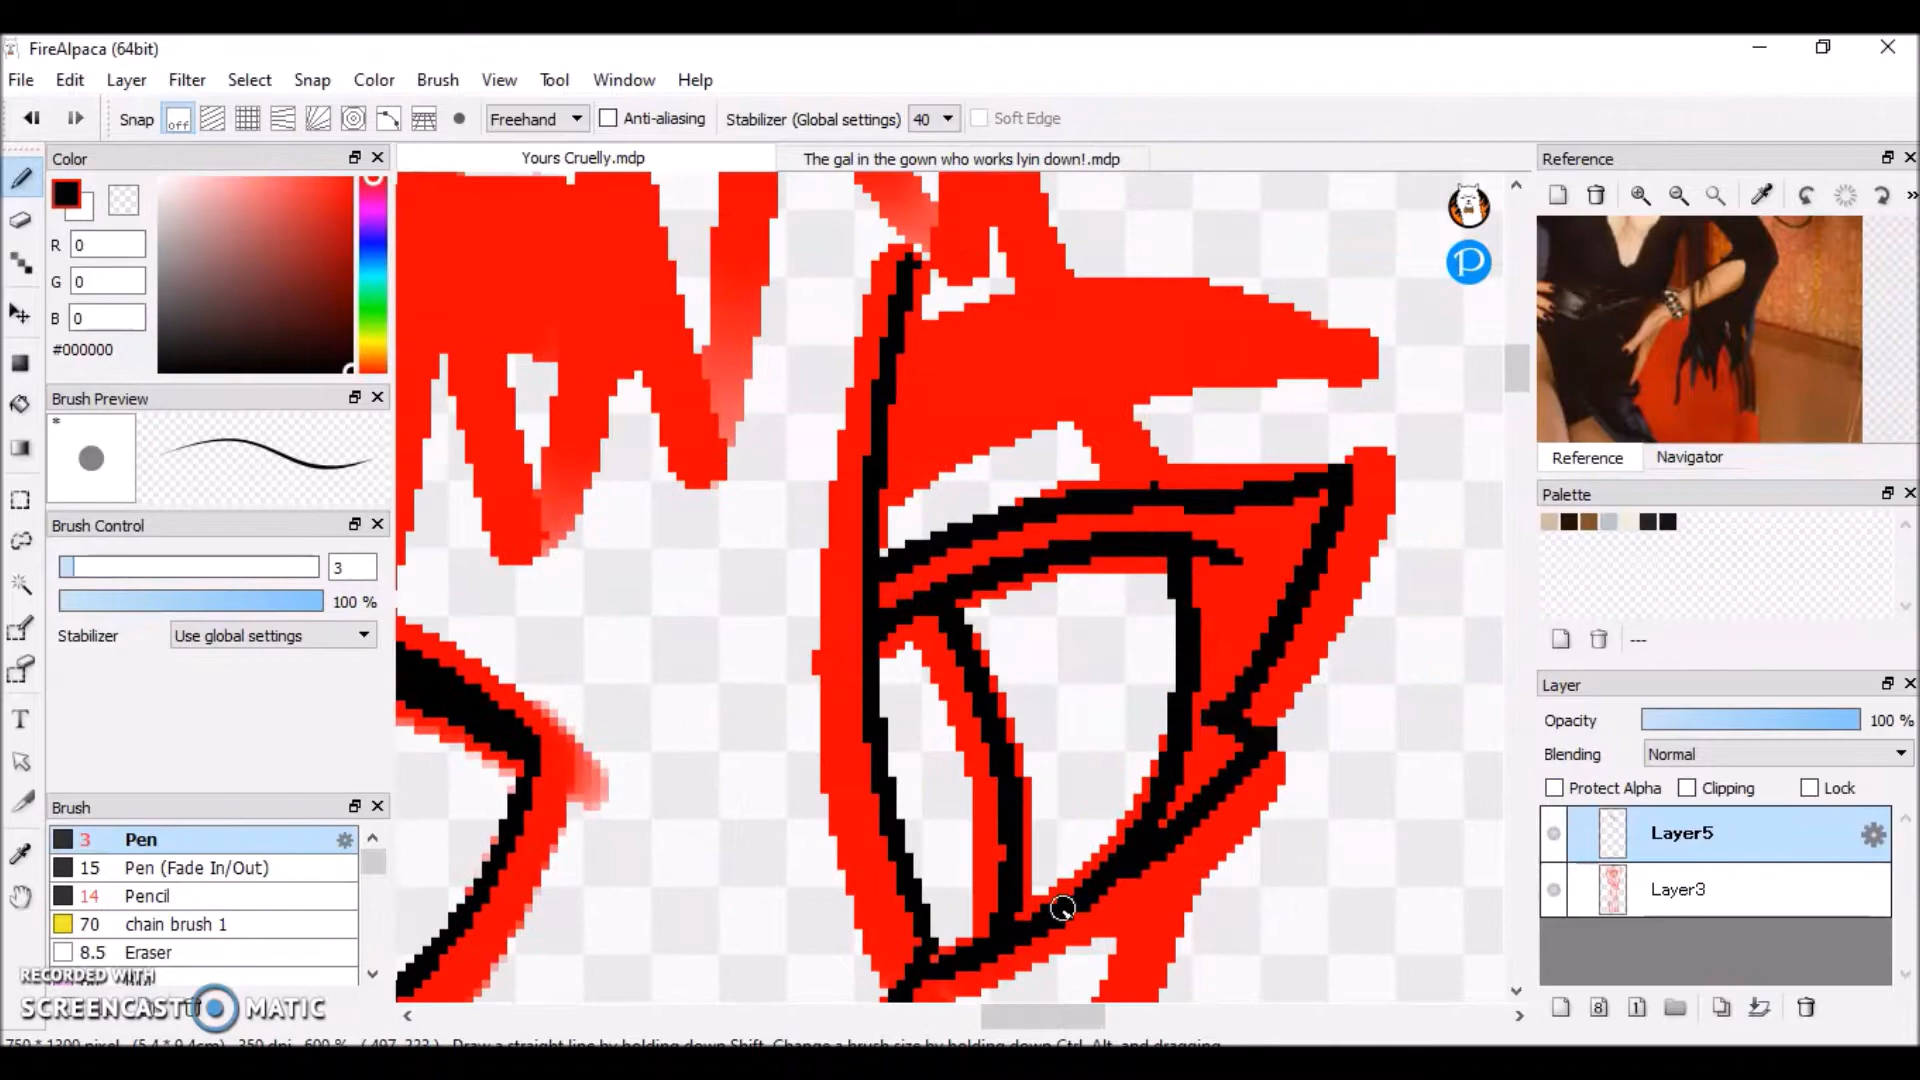 FireAlpaca (64bit)
File Edit Layer Filter Select Snap Color Brush View Tool Window Help
Snap off Freehand Anti-aliasing Stabilizer (Global settings) 40 Soft Edge
Color
Yours Cruelly.mdp
The gal in the gown who works lyin down!.mdp
Reference
R 0
G 0
B 0
#000000
Brush Preview
*
Brush Control
3
100 %
Stabilizer Use global settings
Brush
3 Pen
15 Pen (Fade In/Out)
14 Pencil
70 chain brush 1
8.5 Eraser
RECORDED WITH
SCREENCAST MATIC
P
Reference Navigator
Palette
---
Layer
Opacity 100 %
Blending Normal
Protect Alpha Clipping Lock
Layer5
Layer3
8 1
750 * 1300 pixel (5.4 * 9.4cm) 350 dpi 600 % ( 497, 223 ) Draw a straight line by holding down Shift, Change a brush size by holding down Ctrl, Alt, and dragging